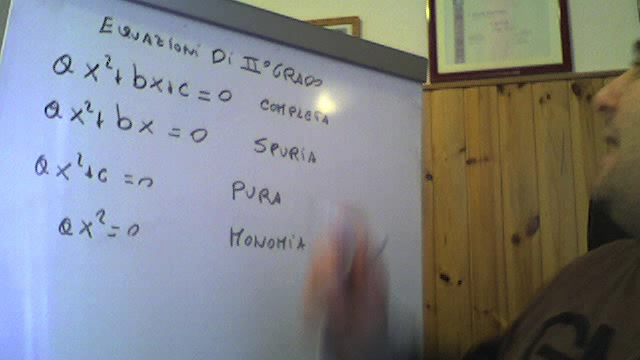 EQUAZIONI DI II° GRADO
ax²+bx+c=0 COMPLETA
ax²+bx=0 SPURIA
ax²+c=0 PURA
ax²=0 MONOMIA